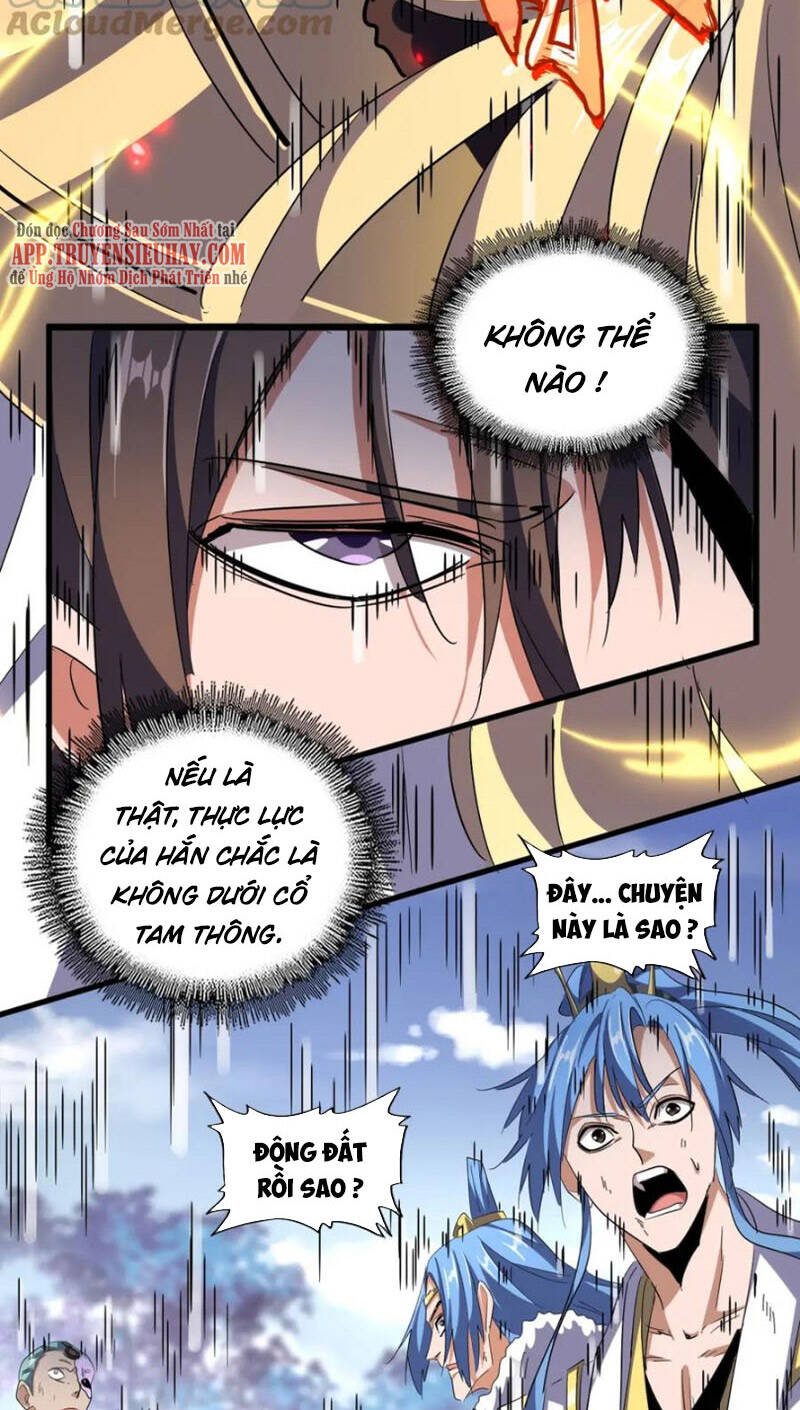 AcloudMerge.com
Đón đọc Chương Sau Sớm Nhất tại
APP.TRUYENSIEUHAY.COM
để Ủng Hộ Nhóm Dịch Phát Triển nhé
KHÔNG THỂ
NÀO !
NẾU LÀ
THẬT, THỰC LỰC
CỦA HẮN CHẮC LÀ
KHÔNG DƯỚI CỔ
TAM THÔNG.
ĐÂY... CHUYỆN
NÀY LÀ SAO ?
ĐỘNG ĐẤT
RỒI SAO ?